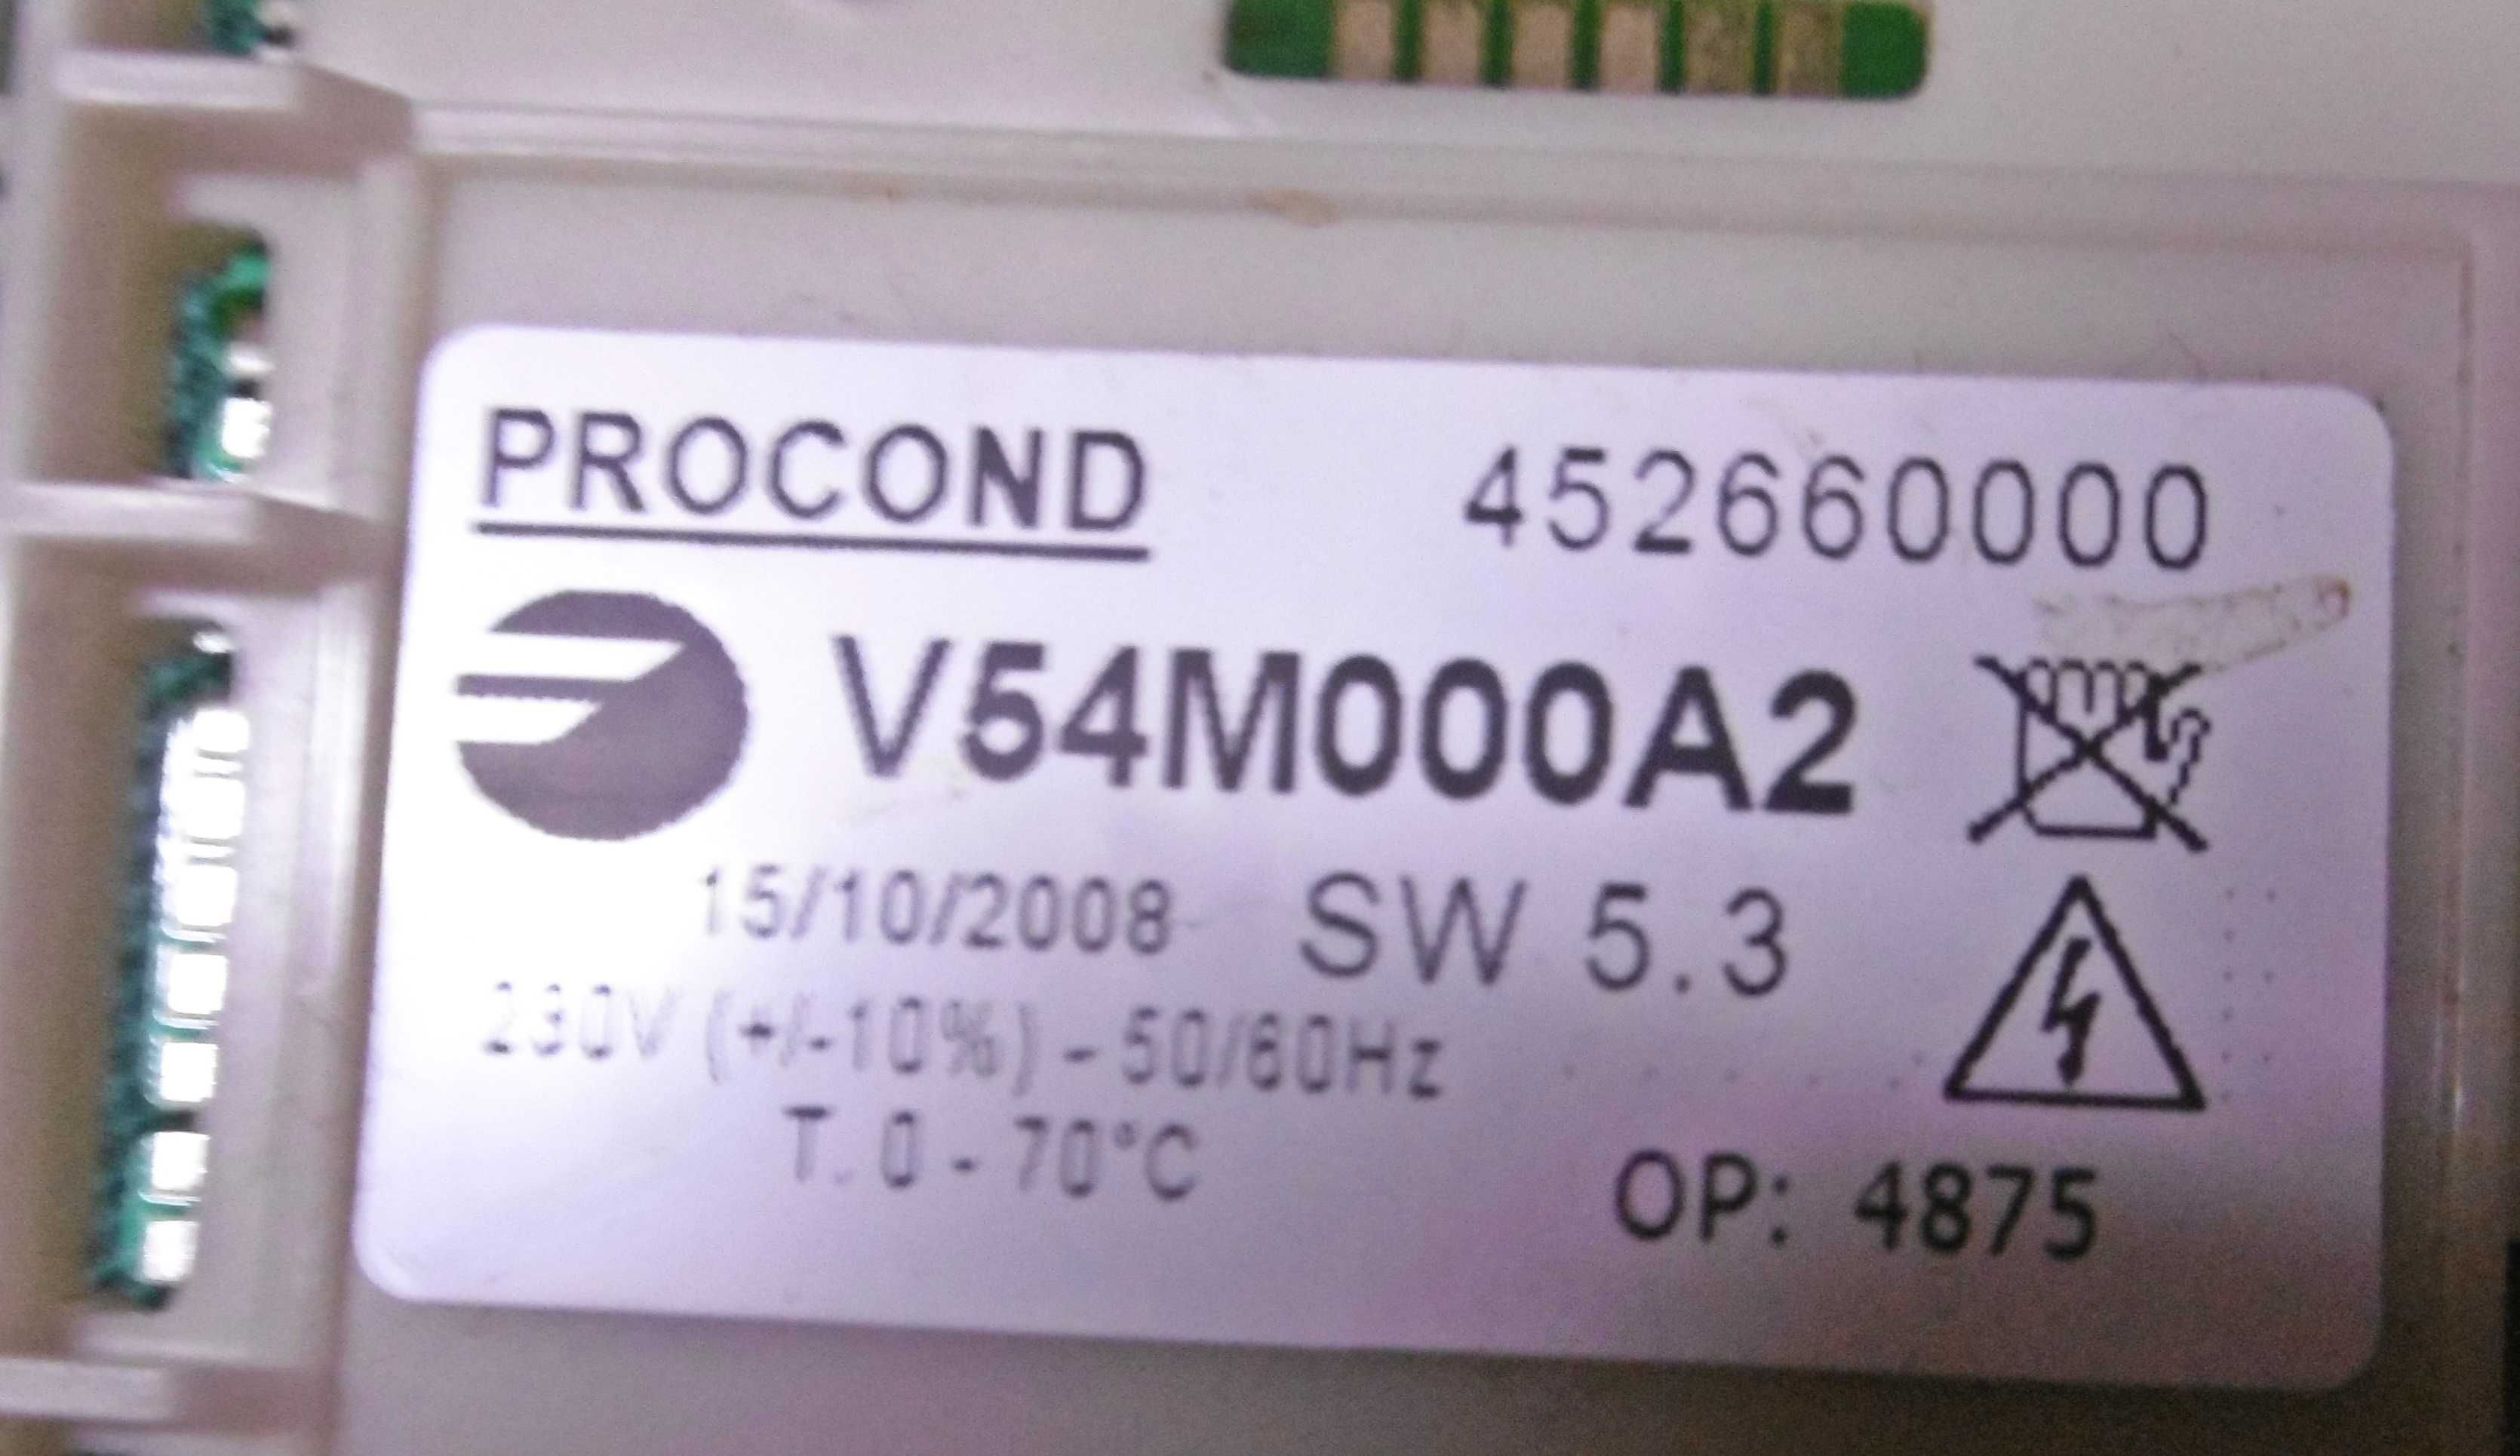 PROCOND 452660000
V54M000A2
15/10/2008 SW 5.3
230V (+/-10%) - 50/60Hz
T. 0 - 70°C
OP: 4875